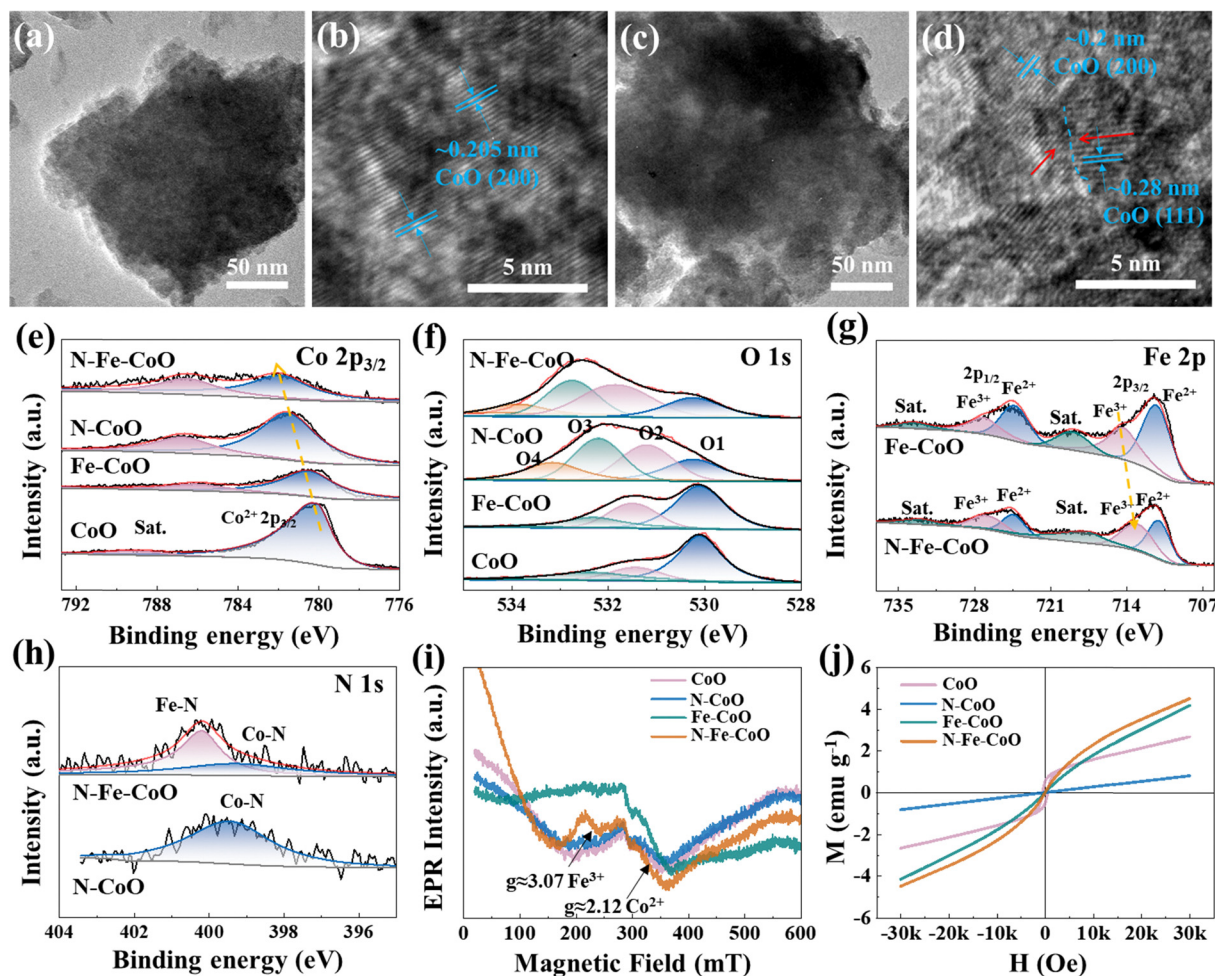 (a)
50 nm
(b)
~0.205 nm
CoO (200)
5 nm
(c)
50 nm
(d)
~0.2 nm
CoO (200)
~0.28 nm
CoO (111)
5 nm
(e)
Co 2p₃/₂
N-Fe-CoO
N-CoO
Fe-CoO
CoO
Sat.
Co²⁺ 2p₃/₂
Intensity (a.u.)
792 788 784 780 776
Binding energy (eV)
(f)
O 1s
N-Fe-CoO
N-CoO
O4
O3
O2
O1
Fe-CoO
CoO
Intensity (a.u.)
534 532 530 528
Binding energy (eV)
(g)
Fe 2p
2p₁/₂
2p₃/₂
Sat.
Fe³⁺
Fe²⁺
Sat.
Fe³⁺
Fe²⁺
Fe-CoO
Sat.
Fe³⁺
Fe²⁺
Sat.
Fe³⁺
Fe²⁺
N-Fe-CoO
Intensity (a.u.)
735 728 721 714 707
Binding energy (eV)
(h)
N 1s
Fe-N
Co-N
N-Fe-CoO
Co-N
N-CoO
Intensity (a.u.)
404 402 400 398 396
Binding energy (eV)
(i)
CoO
N-CoO
Fe-CoO
N-Fe-CoO
g≈3.07 Fe³⁺
g≈2.12 Co²⁺
EPR Intensity (a.u.)
0 100 200 300 400 500 600
Magnetic Field (mT)
(j)
CoO
N-CoO
Fe-CoO
N-Fe-CoO
M (emu g⁻¹)
6
4
2
0
−2
−4
−6
-30k -20k -10k 0 10k 20k 30k
H (Oe)